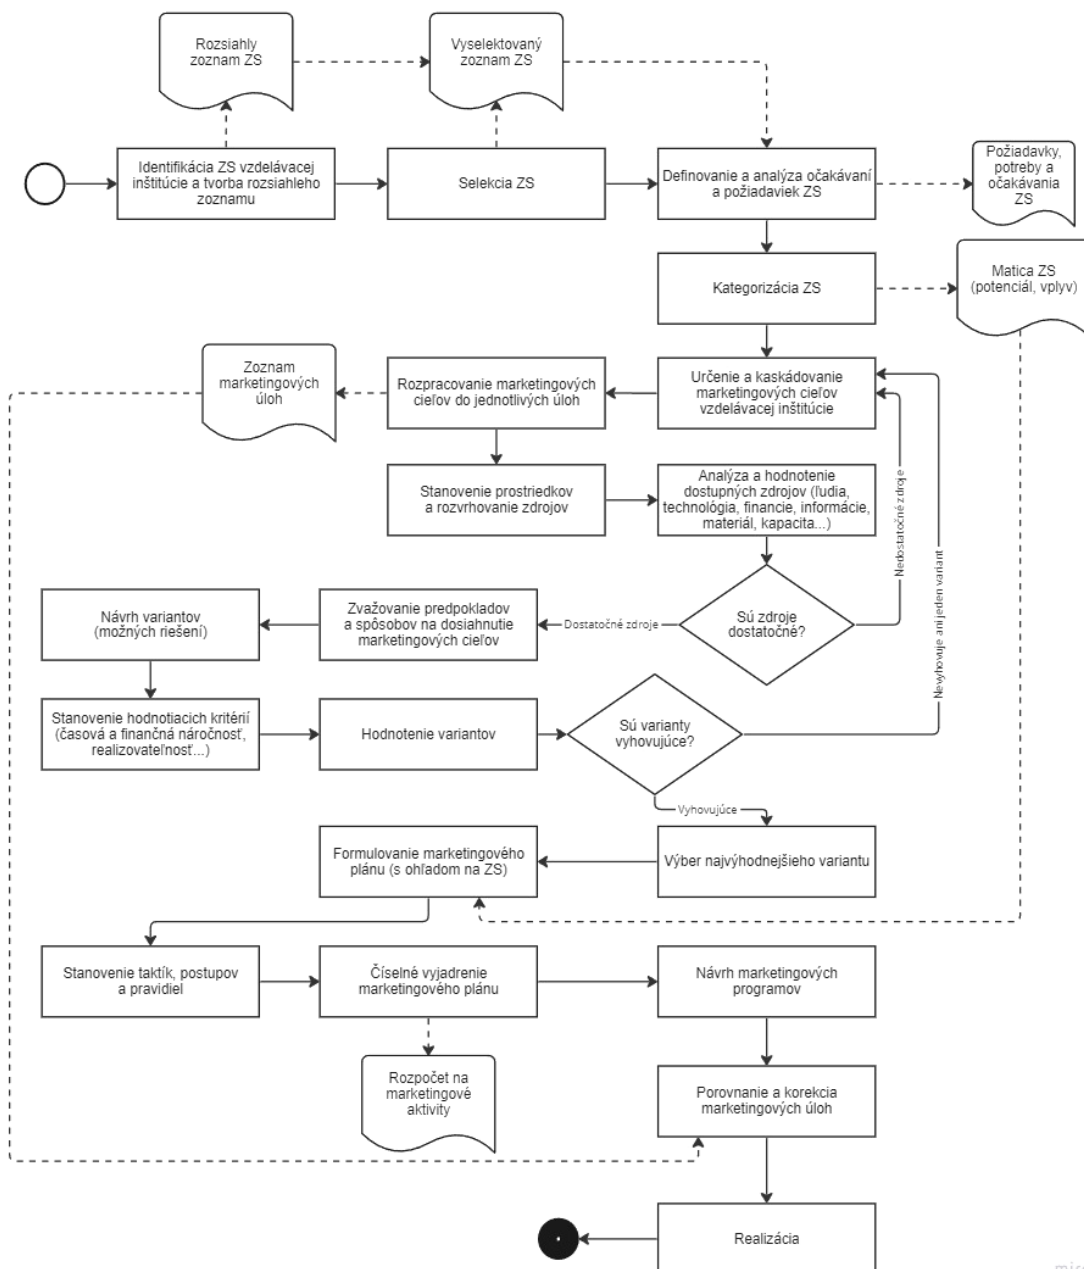 Rozsiahly
zoznam ZS
Vyselektovaný
zoznam ZS
Identifikácia ZS vzdelávacej
inštitúcie a tvorba rozsiahleho
zoznamu
Selekcia ZS
Definovanie a analýza očakávaní
a požiadaviek ZS
Požiadavky,
potreby a
očakávania
ZS
Kategorizácia ZS
Matica ZS
(potenciál, vplyv)
Zoznam
marketingových
úloh
Rozpracovanie marketingových
cieľov do jednotlivých úloh
Určenie a kaskádovanie
marketingových cieľov
vzdelávacej inštitúcie
Stanovenie prostriedkov
a rozvrhovanie zdrojov
Analýza a hodnotenie
dostupných zdrojov (ľudia,
technológia, financie, informácie,
materiál, kapacita...)
Nedostatočné zdroje
Nevyhovuje ani jeden variant
Návrh variantov
(možných riešení)
Zvažovanie predpokladov
a spôsobov na dosiahnutie
marketingových cieľov
Dostatočné zdroje
Sú zdroje
dostatočné?
Stanovenie hodnotiacich kritérií
(časová a finančná náročnosť,
realizovateľnosť...)
Hodnotenie variantov
Sú varianty
vyhovujúce?
Vyhovujúce
Formulovanie marketingového
plánu (s ohľadom na ZS)
Výber najvýhodnejšieho variantu
Stanovenie taktík, postupov
a pravidiel
Číselné vyjadrenie
marketingového plánu
Návrh marketingových
programov
Rozpočet na
marketingové
aktivity
Porovnanie a korekcia
marketingových úloh
Realizácia